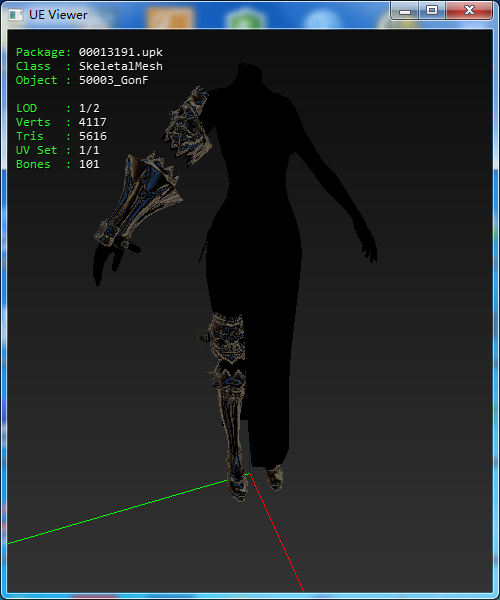 UE Viewer
Package: 00013191.upk
Class  : SkeletalMesh
Object : 50003_GonF
LOD    : 1/2
Verts  : 4117
Tris   : 5616
UV Set : 1/1
Bones  : 101